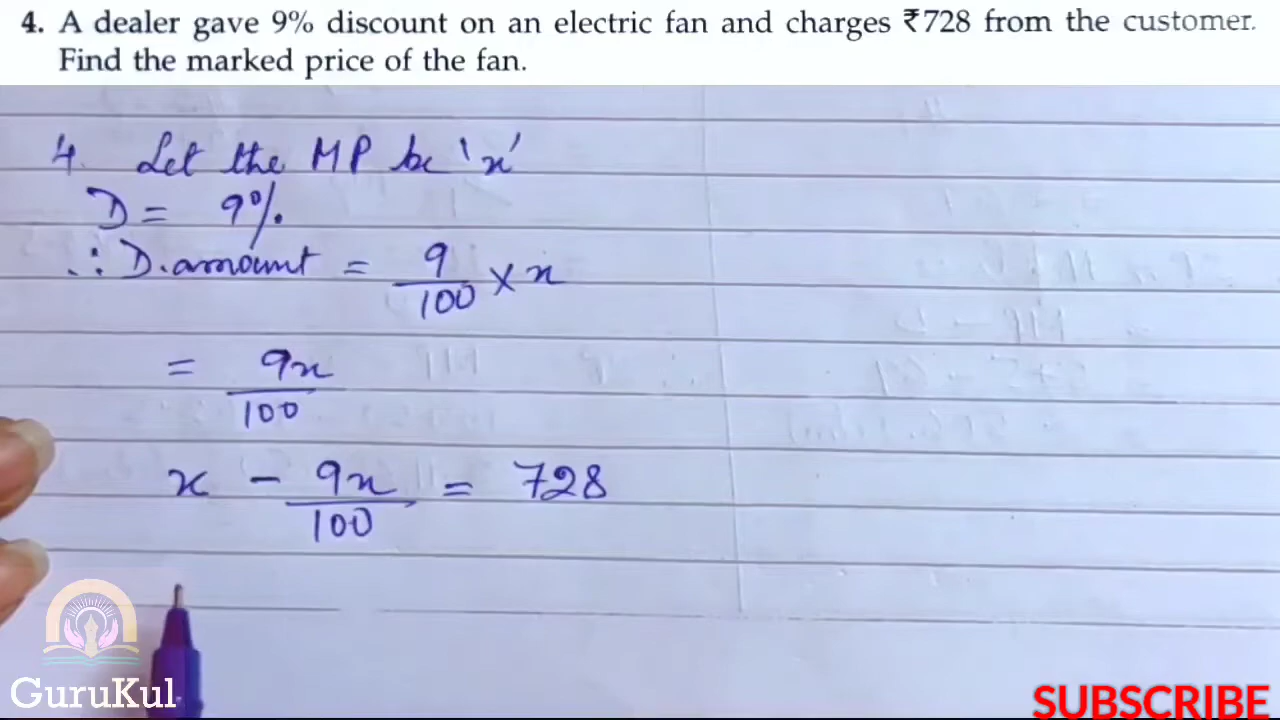 4. A dealer gave 9% discount on an electric fan and charges ₹728 from the customer.
Find the marked price of the fan.
4. Let the MP be 'x'
D = 9%.
∴ D.amount = 9/100 × x
= 9x/100
x - 9x/100 = 728
GuruKul
SUBSCRIBE